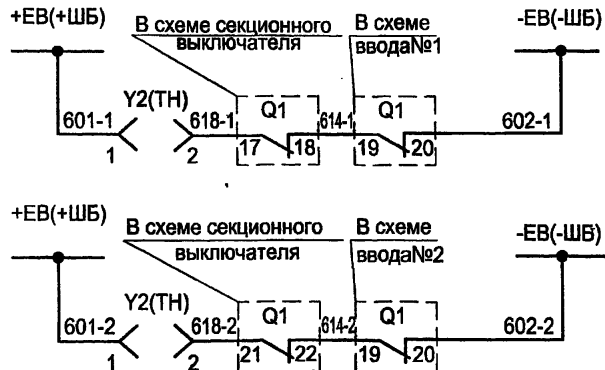 +ЕВ(+ШБ)
В схеме секционного
выключателя
В схеме
ввода№1
-ЕВ(-ШБ)
601-1
Y2(ТН)
618-1
Q1
614-1
Q1
602-1
1
2
17
18
19
20
+ЕВ(+ШБ)
В схеме секционного
выключателя
В схеме
ввода№2
-ЕВ(-ШБ)
601-2
Y2(ТН)
618-2
Q1
614-2
Q1
602-2
1
2
21
22
19
20